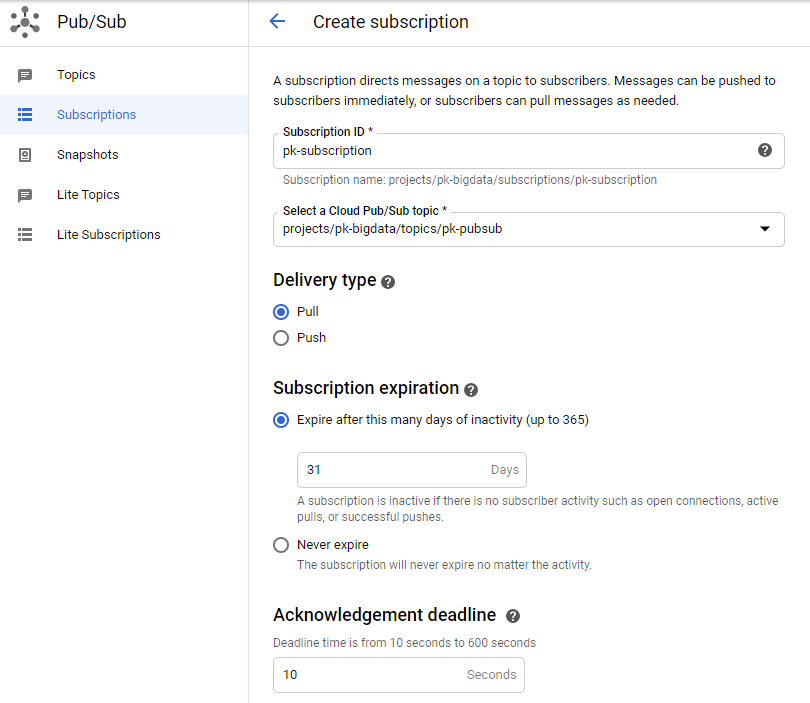 Pub/Sub
Create subscription
Topics
Subscriptions
Snapshots
Lite Topics
Lite Subscriptions
A subscription directs messages on a topic to subscribers. Messages can be pushed to
subscribers immediately, or subscribers can pull messages as needed.
Subscription ID *
pk-subscription
Subscription name: projects/pk-bigdata/subscriptions/pk-subscription
Select a Cloud Pub/Sub topic *
projects/pk-bigdata/topics/pk-pubsub
Delivery type
Pull
Push
Subscription expiration
Expire after this many days of inactivity (up to 365)
31 Days
A subscription is inactive if there is no subscriber activity such as open connections, active
pulls, or successful pushes.
Never expire
The subscription will never expire no matter the activity.
Acknowledgement deadline
Deadline time is from 10 seconds to 600 seconds
10 Seconds